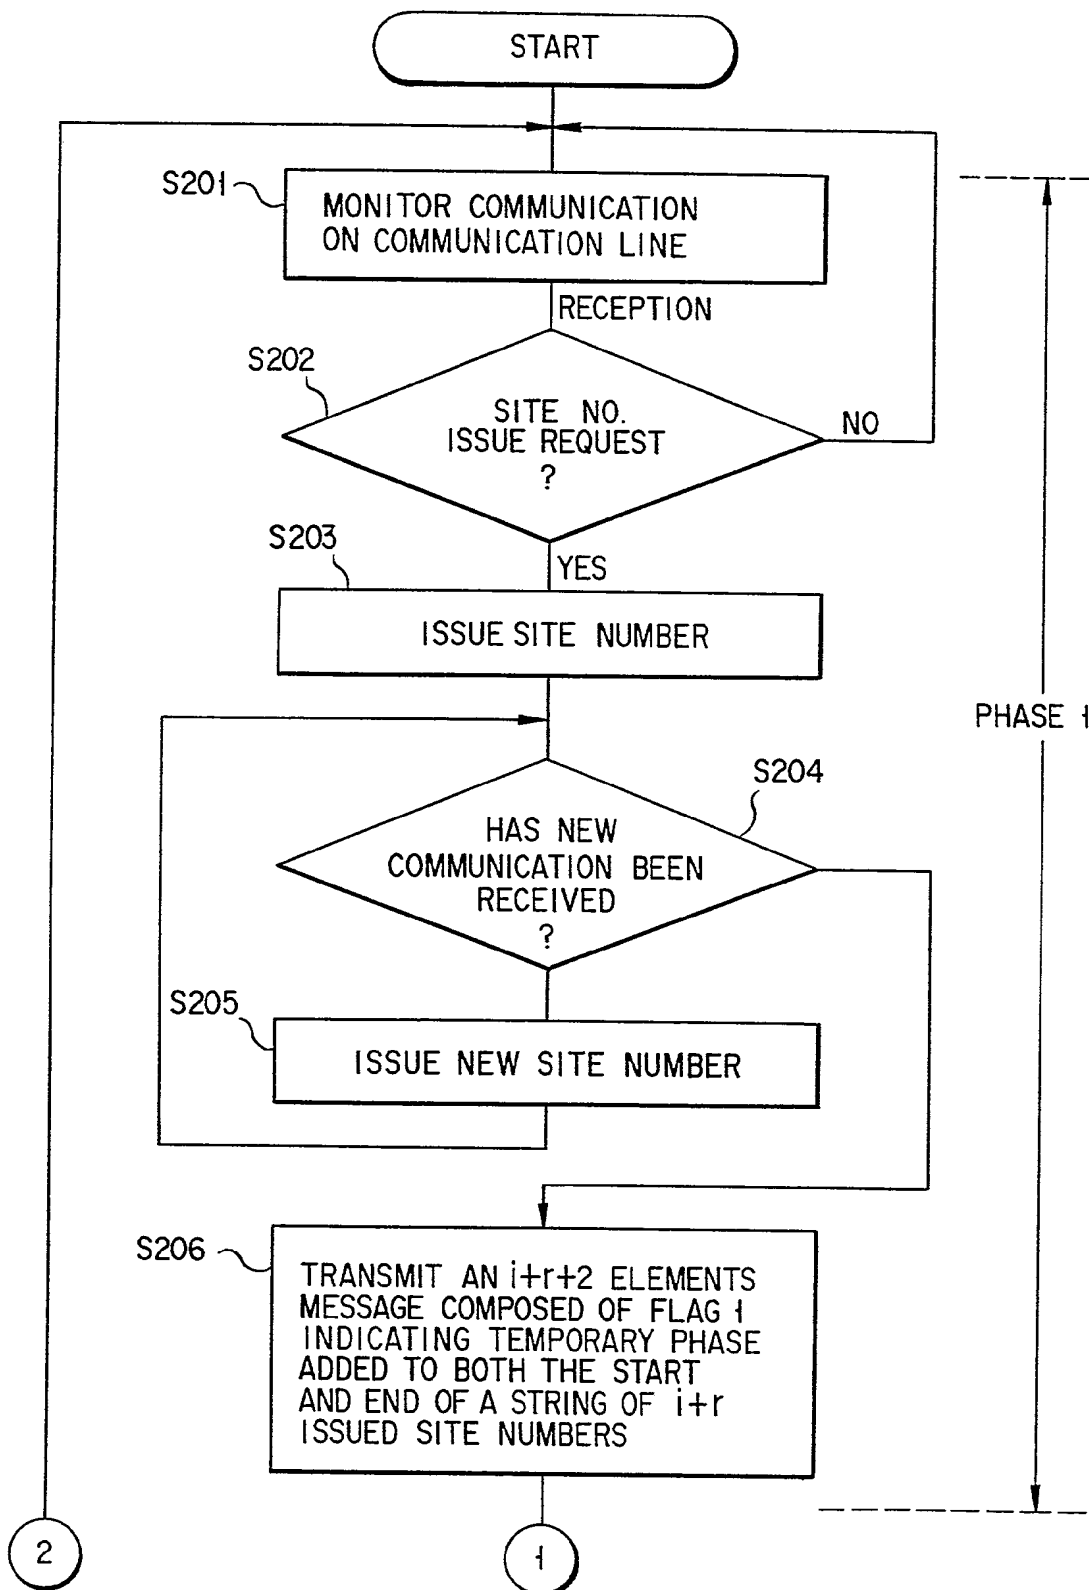 START
S201
MONITOR COMMUNICATION
ON COMMUNICATION LINE
RECEPTION
S202
SITE NO.
ISSUE REQUEST
?
NO
S203
YES
ISSUE SITE NUMBER
PHASE 1
S204
HAS NEW
COMMUNICATION BEEN
RECEIVED
?
S205
ISSUE NEW SITE NUMBER
S206
TRANSMIT AN i+r+2 ELEMENTS
MESSAGE COMPOSED OF FLAG 1
INDICATING TEMPORARY PHASE
ADDED TO BOTH THE START
AND END OF A STRING OF i+r
ISSUED SITE NUMBERS
2
1